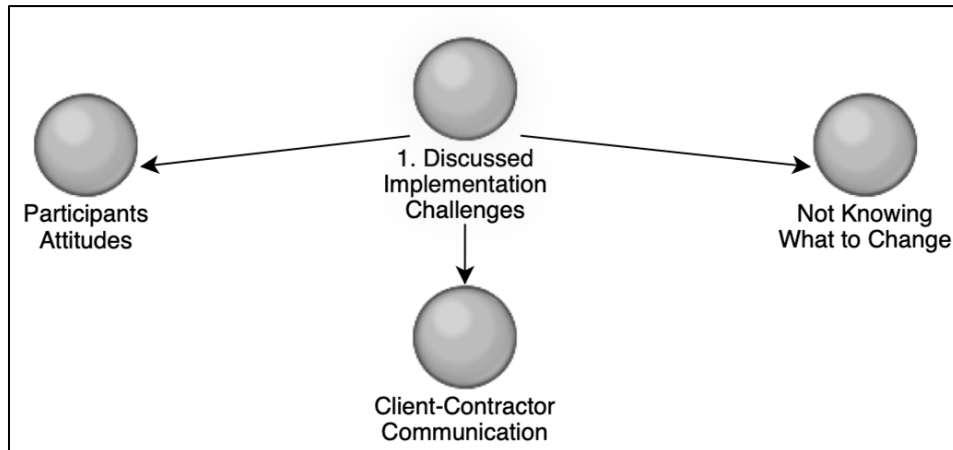 1. Discussed
Implementation
Challenges
Participants
Attitudes
Not Knowing
What to Change
Client-Contractor
Communication